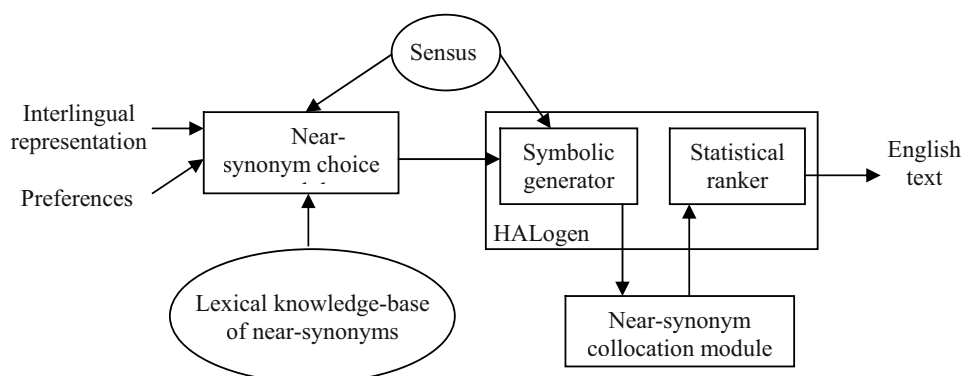 Sensus
Interlingual
representation
Preferences
Near-
synonym choice
Symbolic
generator
Statistical
ranker
HALogen
English
text
Lexical knowledge-base
of near-synonyms
Near-synonym
collocation module